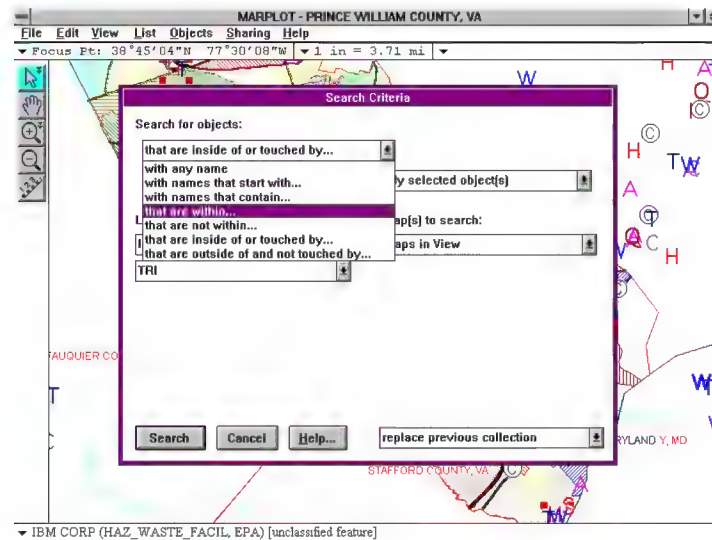 MARPLOT - PRINCE WILLIAM COUNTY, VA
File Edit View List Objects Sharing Help
Focus Pt: 38°45'04"N 77°30'08"W 1 in = 3.71 mi
Search Criteria
Search for objects:
that are inside of or touched by...
with any name
with names that start with...
with names that contain...
that are within...
that are not within...
that are inside of or touched by...
that are outside of and not touched by...
selected object(s)
to search:
in View
TRI
Search Cancel Help... replace previous collection
W
H A
O
C
H
T W
A
C
T
A C
H
W
T
W
A
1 2 3
AUQUIER CO
Y, MD
STAFFORD COUNTY, VA
C
IBM CORP (HAZ_WASTE_FACIL, EPA) [unclassified feature]